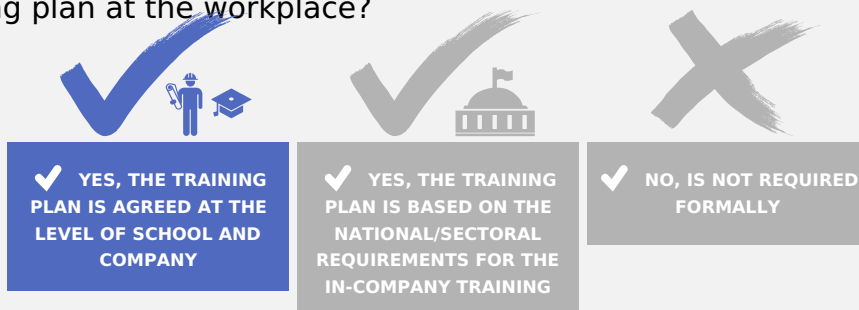 ng plan at the workplace?
YES, THE TRAINING
PLAN IS AGREED AT THE
LEVEL OF SCHOOL AND
COMPANY
YES, THE TRAINING
PLAN IS BASED ON THE
NATIONAL/SECTORAL
REQUIREMENTS FOR THE
IN-COMPANY TRAINING
NO, IS NOT REQUIRED
FORMALLY